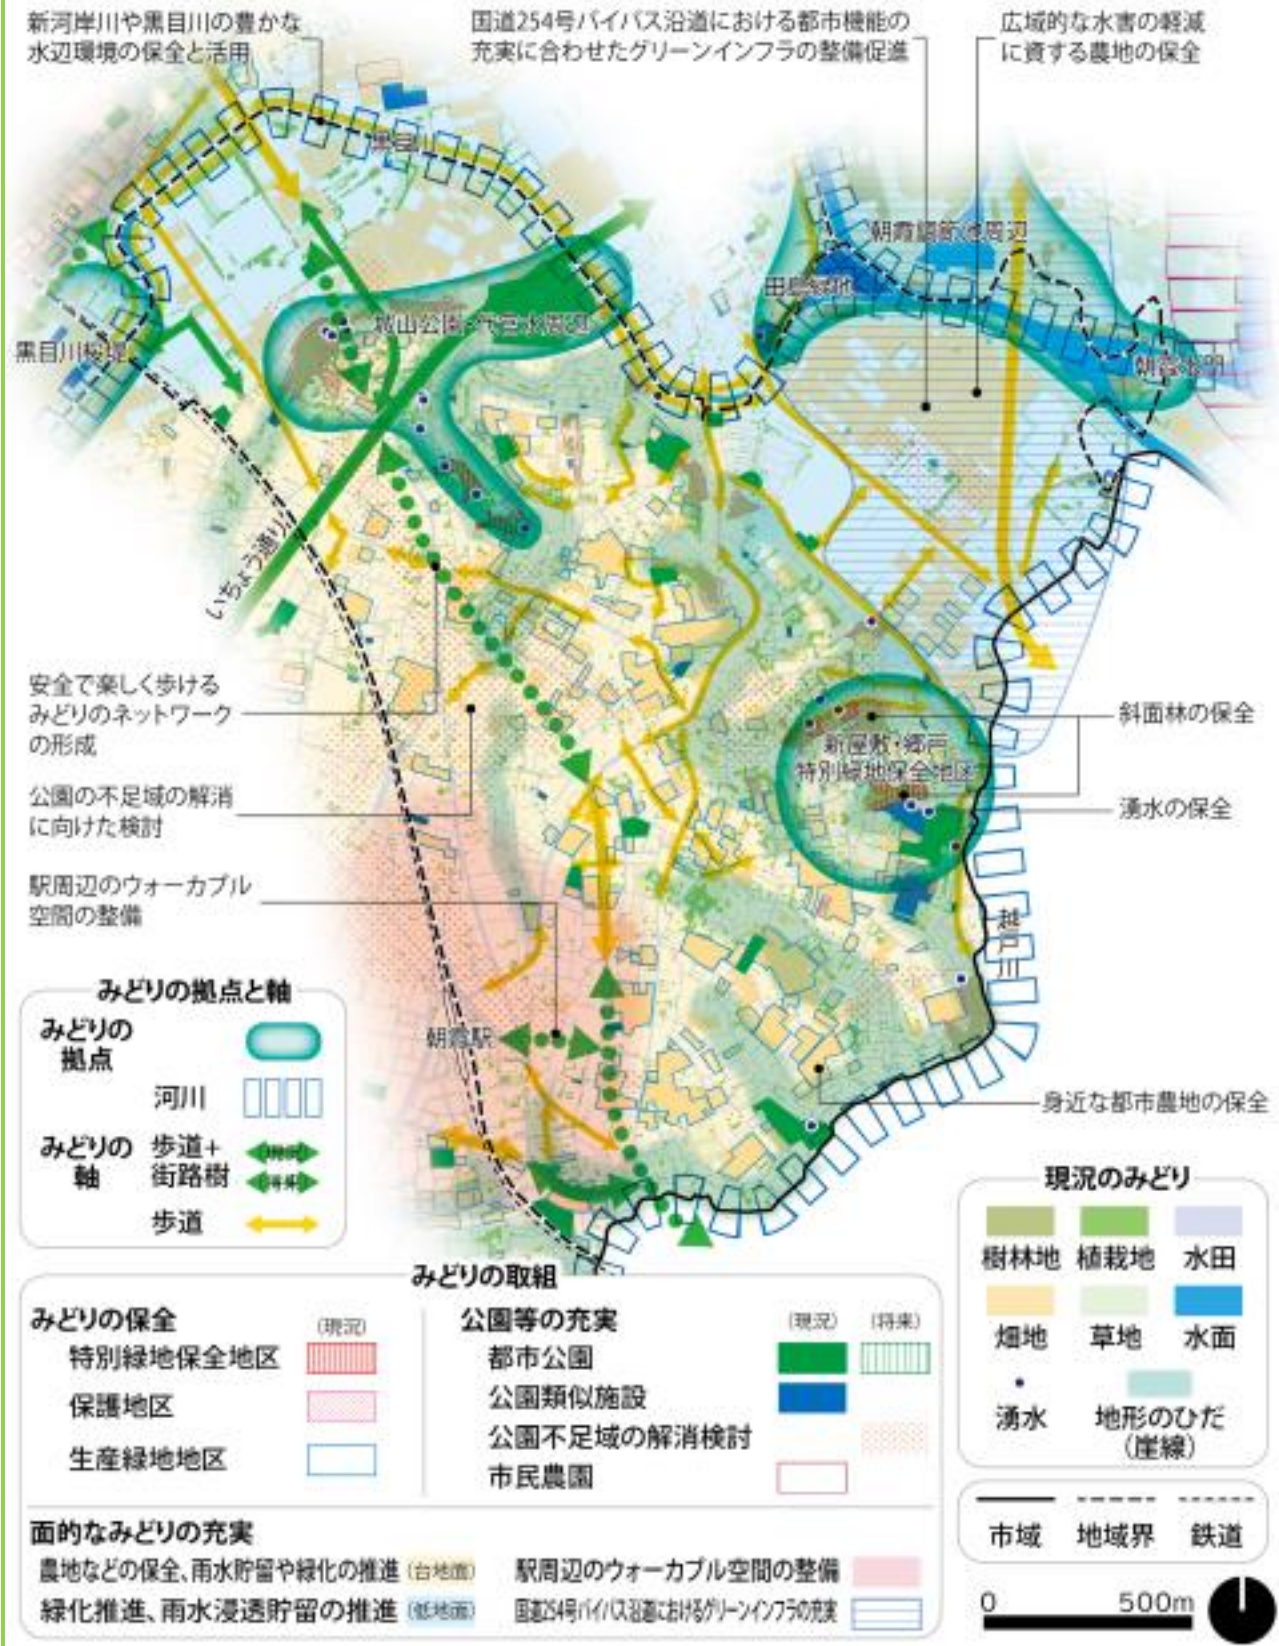 新河岸川や黒目川の豊かな
水辺環境の保全と活用
国道254号バイパス沿道における都市機能の
充実に合わせたグリーンインフラの整備促進
広域的な水害の軽減
に資する農地の保全
黒目川
朝霞調節池周辺
田島緑地
朝霞水門
城山公園・代官水周辺
黒目川桜堤
いちょう通り
安全で楽しく歩ける
みどりのネットワーク
の形成
公園の不足域の解消
に向けた検討
駅周辺のウォーカブル
空間の整備
斜面林の保全
新屋敷・郷戸
特別緑地保全地区
湧水の保全
越戸川
朝霞駅
身近な都市農地の保全
みどりの拠点と軸
みどりの
拠点
河川
みどりの
軸
歩道+
街路樹
(現況)
(将来)
歩道
現況のみどり
樹林地 植栽地 水田
畑地 草地 水面
湧水 地形のひだ
(崖線)
みどりの取組
みどりの保全
(現況)
特別緑地保全地区
保護地区
生産緑地地区
公園等の充実
(現況) (将来)
都市公園
公園類似施設
公園不足域の解消検討
市民農園
面的なみどりの充実
農地などの保全、雨水貯留や緑化の推進 (台地面)
緑化推進、雨水浸透貯留の推進 (低地面)
駅周辺のウォーカブル空間の整備
国道254号バイパス沿道におけるグリーンインフラの充実
市域 地域界 鉄道
0 500m